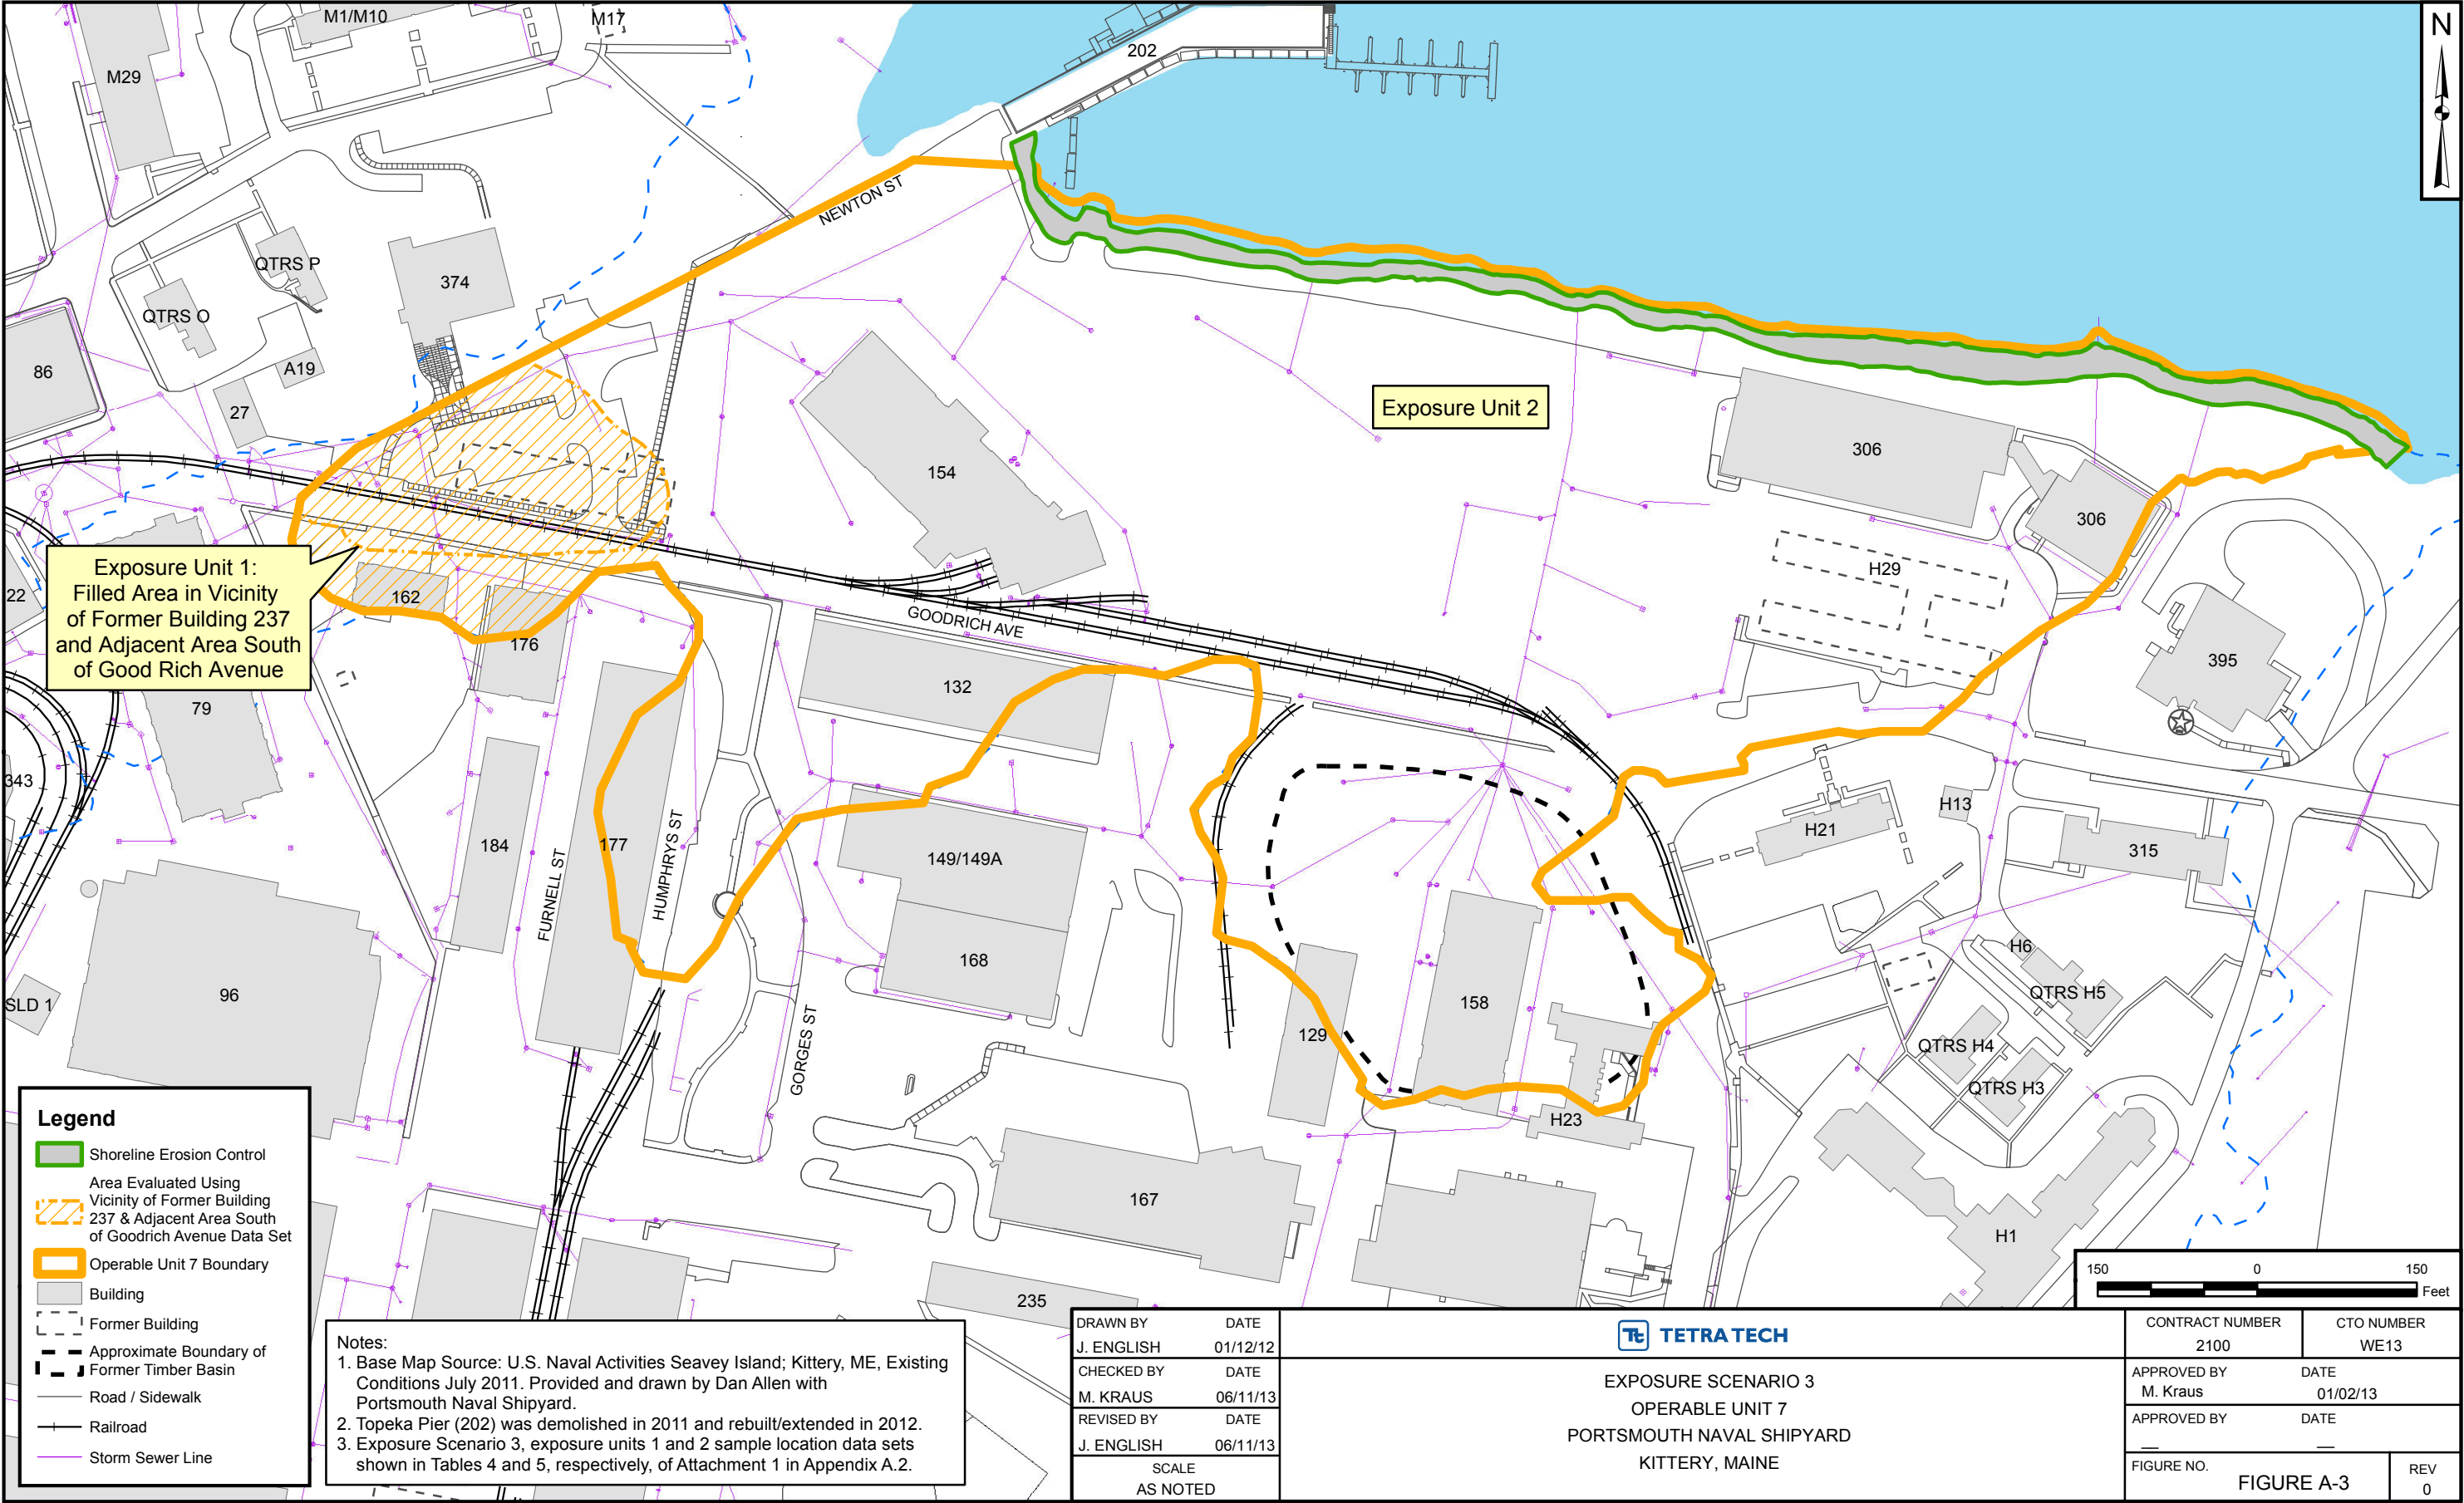 M1/M10
M17
M29
202
N
NEWTON ST
QTRS P
374
QTRS O
86
A19
27
Exposure Unit 2
154
306
306
H29
Exposure Unit 1:
Filled Area in Vicinity
of Former Building 237
and Adjacent Area South
of Good Rich Avenue
22
162
176
GOODRICH AVE
132
395
79
343
184
177
FURNELL ST
HUMPHRYS ST
149/149A
H21
H13
315
96
SLD 1
168
GORGES ST
129
158
H6
QTRS H5
QTRS H4
QTRS H3
H23
167
H1
235
Legend
Shoreline Erosion Control
Area Evaluated Using
Vicinity of Former Building
237 & Adjacent Area South
of Goodrich Avenue Data Set
Operable Unit 7 Boundary
Building
Former Building
Approximate Boundary of
Former Timber Basin
Road / Sidewalk
Railroad
Storm Sewer Line
Notes:
1. Base Map Source: U.S. Naval Activities Seavey Island; Kittery, ME, Existing
Conditions July 2011. Provided and drawn by Dan Allen with
Portsmouth Naval Shipyard.
2. Topeka Pier (202) was demolished in 2011 and rebuilt/extended in 2012.
3. Exposure Scenario 3, exposure units 1 and 2 sample location data sets
shown in Tables 4 and 5, respectively, of Attachment 1 in Appendix A.2.
150 0 150
Feet
DRAWN BY DATE
J. ENGLISH 01/12/12
CHECKED BY DATE
M. KRAUS 06/11/13
REVISED BY DATE
J. ENGLISH 06/11/13
SCALE
AS NOTED
Tt TETRA TECH
EXPOSURE SCENARIO 3
OPERABLE UNIT 7
PORTSMOUTH NAVAL SHIPYARD
KITTERY, MAINE
CONTRACT NUMBER
2100
CTO NUMBER
WE13
APPROVED BY DATE
M. Kraus 01/02/13
APPROVED BY DATE
__ __
FIGURE NO.
FIGURE A-3
REV
0